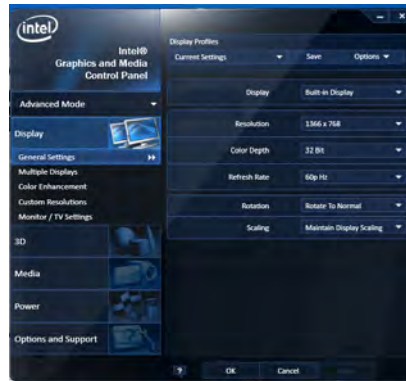 intel
Intel®
Graphics and Media
Control Panel
Advanced Mode
Display
General Settings
Multiple Displays
Color Enhancement
Custom Resolutions
Monitor / TV Settings
3D
Media
Power
Options and Support
Display Profiles
Current Settings Save Options
Display Built-in Display
Resolution 1366 x 768
Color Depth 32 Bit
Refresh Rate 60p Hz
Rotation Rotate To Normal
Scaling Maintain Display Scaling
? OK Cancel